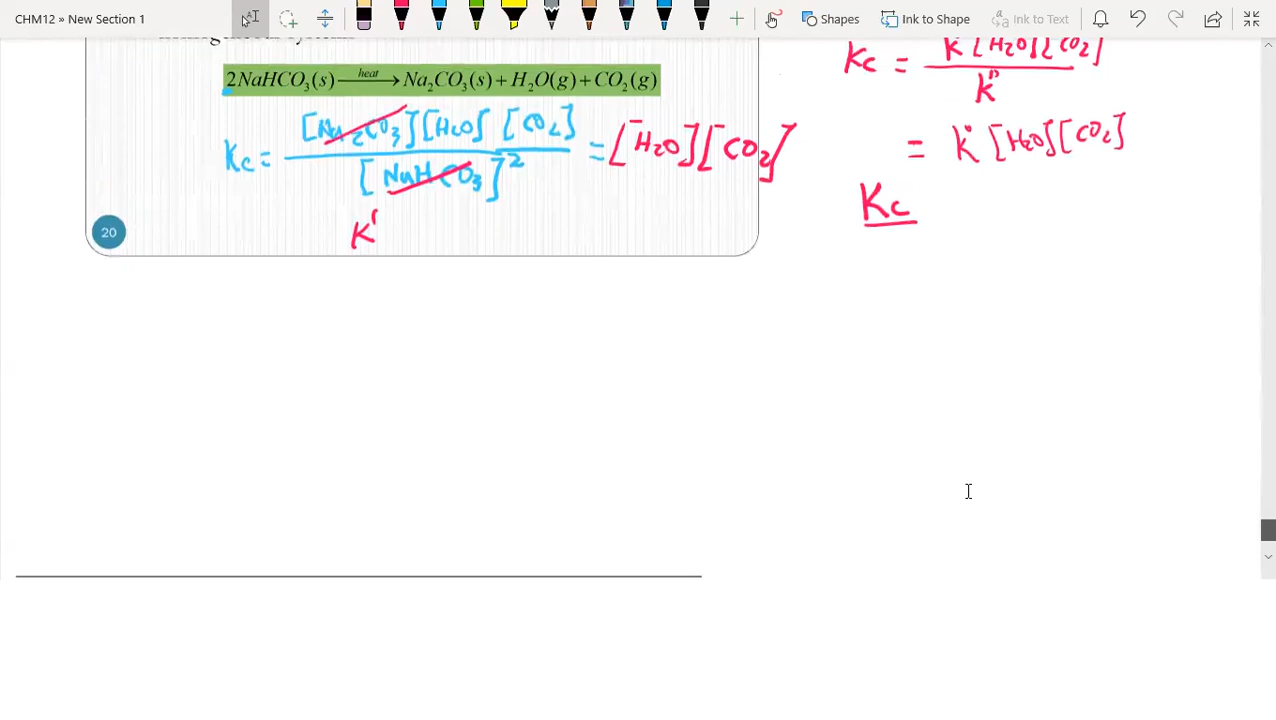 CHM12 » New Section 1
Shapes
Ink to Shape
Ink to Text
2NaHCO₃(s) —heat→ Na₂CO₃(s) + H₂O(g) + CO₂(g)
Kc = [Na₂CO₃][H₂O][CO₂] / [NaHCO₃]² = [H₂O][CO₂]
K'
20
Kc = K' [H₂O][CO₂] / K''
= K [H₂O][CO₂]
Kc